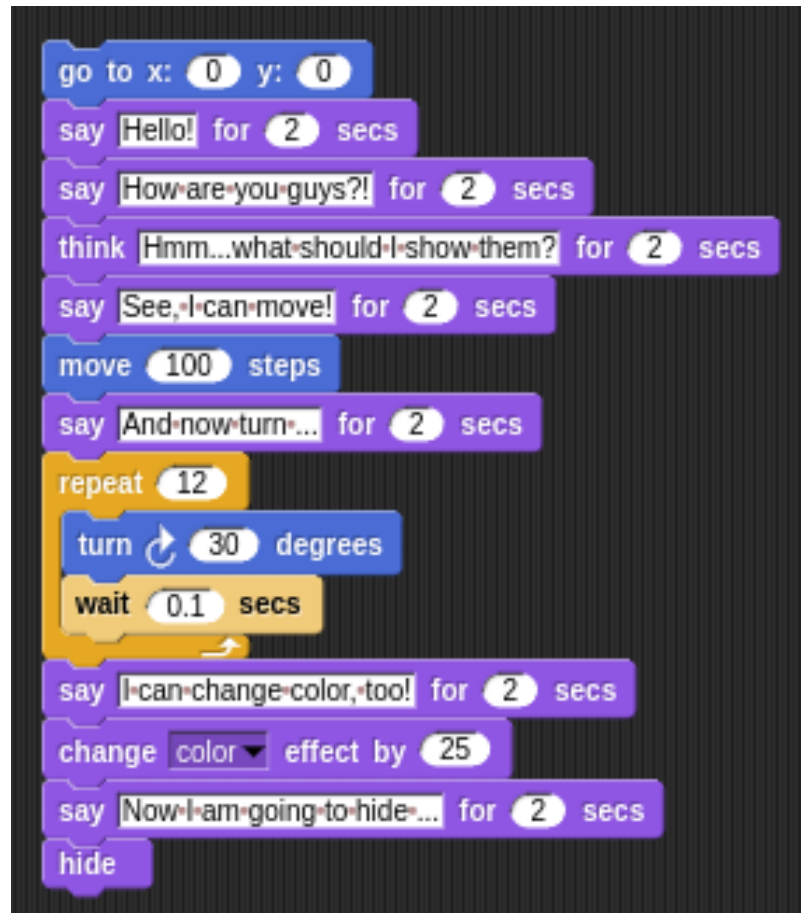 go to x: 0 y: 0
say Hello! for 2 secs
say How are you guys?! for 2 secs
think Hmm...what should I show them? for 2 secs
say See, I can move! for 2 secs
move 100 steps
say And now turn ... for 2 secs
repeat 12
turn 30 degrees
wait 0.1 secs
say I can change color, too! for 2 secs
change color effect by 25
say Now I am going to hide ... for 2 secs
hide